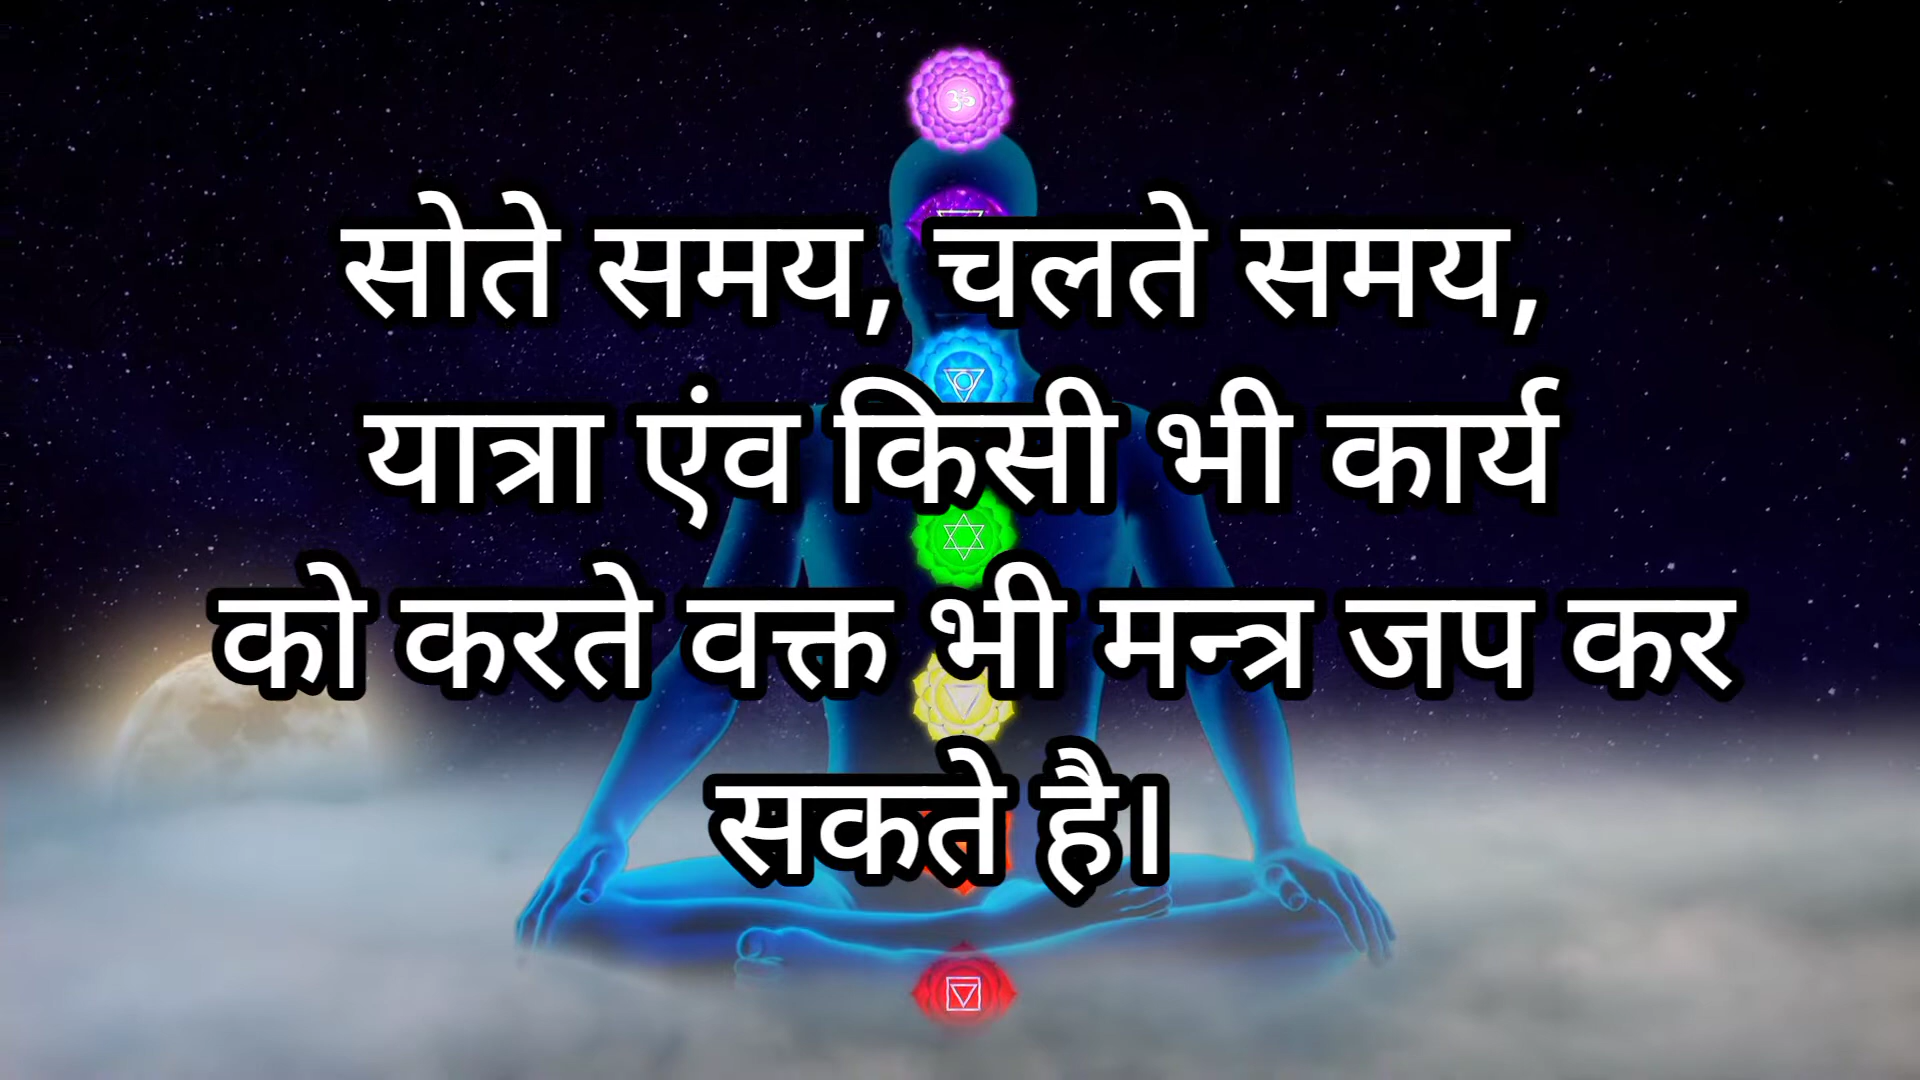 ॐ
सोते समय, चलते समय,
यात्रा एंव किसी भी कार्य
को करते वक्त भी मन्त्र जप कर
सकते है।